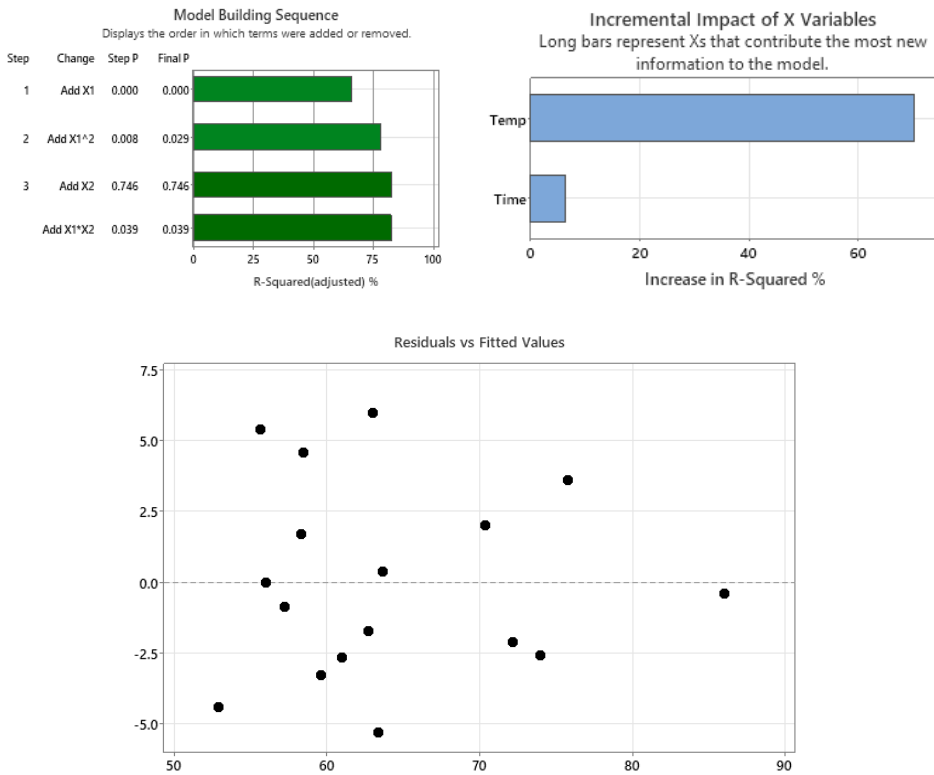 Model Building Sequence
Displays the order in which terms were added or removed.
Step Change Step P Final P
1 Add X1 0.000 0.000
2 Add X1^2 0.008 0.029
3 Add X2 0.746 0.746
Add X1*X2 0.039 0.039
0 25 50 75 100
R-Squared(adjusted) %
Incremental Impact of X Variables
Long bars represent Xs that contribute the most new
information to the model.
Temp
Time
0 20 40 60
Increase in R-Squared %
Residuals vs Fitted Values
7.5
5.0
2.5
0.0
-2.5
-5.0
50 60 70 80 90